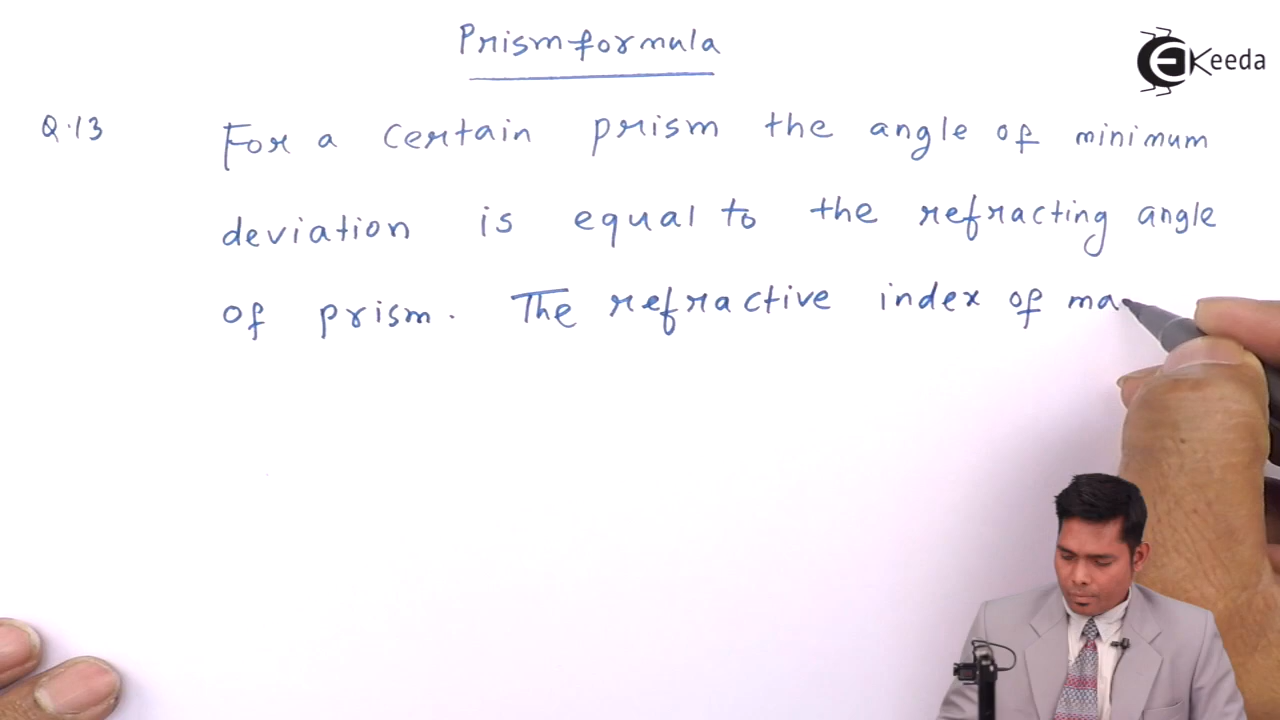 Prism formula
EKeeda
Q.13 For a certain prism the angle of minimum
deviation is equal to the refracting angle
of prism. The refractive index of ma